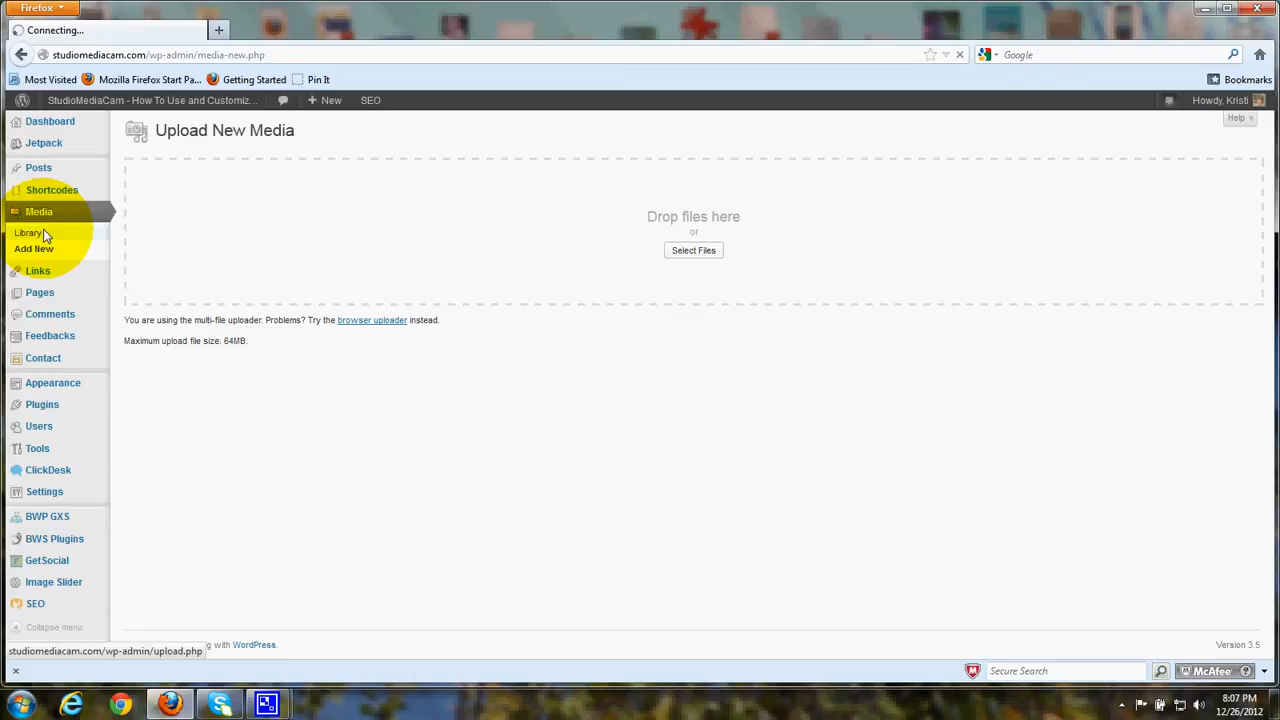 Firefox
Connecting...
studiomediacam.com/wp-admin/media-new.php
Google
Most Visited
Mozilla Firefox Start Pa...
Getting Started
Pin It
Bookmarks
StudioMediaCam - How To Use and Customiz...
New
SEO
Howdy, Kristi
Dashboard
Jetpack
Posts
Shortcodes
Media
Library
Add New
Links
Pages
Comments
Feedbacks
Contact
Appearance
Plugins
Users
Tools
ClickDesk
Settings
BWP GXS
BWS Plugins
GetSocial
Image Slider
SEO
Collapse menu
Help
Upload New Media
Drop files here
or
Select Files
You are using the multi-file uploader. Problems? Try the browser uploader instead.
Maximum upload file size: 64MB.
g with WordPress.
Version 3.5
studiomediacam.com/wp-admin/upload.php
Secure Search
McAfee
8:07 PM
12/26/2012